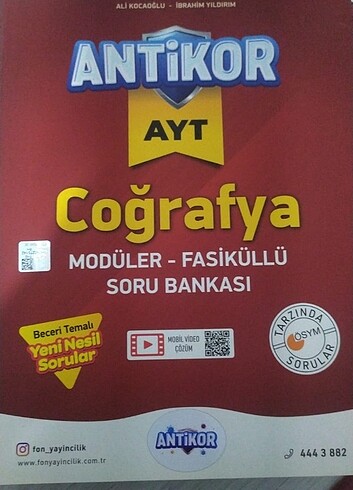 ALİ KOCAOĞLU - İBRAHİM YILDIRIM
ANTİKOR
AYT
Coğrafya
MODÜLER - FASİKÜLLÜ
SORU BANKASI
Beceri Temalı
Yeni Nesil
Sorular
MOBİL VİDEO
ÇÖZÜM
ÖSYM
TARZINDA
SORULAR
fon_yayincilik
www.fonyayincilik.com.tr
ANTİKOR
444 3 882